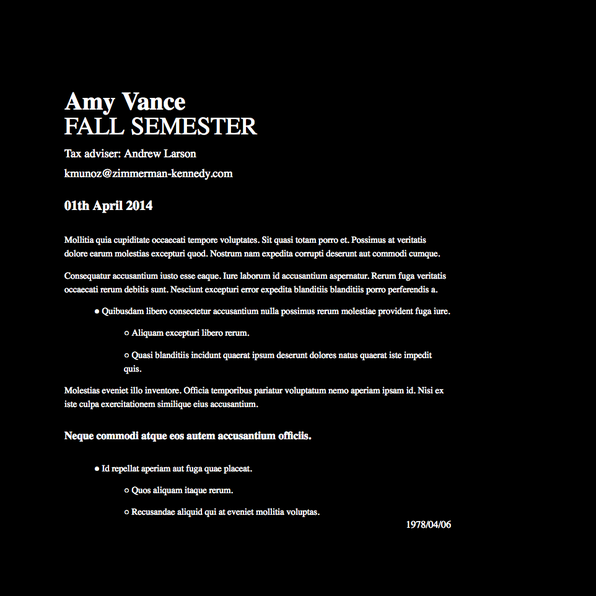 Amy Vance
FALL SEMESTER
Tax adviser: Andrew Larson
kmunoz@zimmerman-kennedy.com
01th April 2014
Mollitia quia cupiditate occaecati tempore voluptates. Sit quasi totam porro et. Possimus at veritatis
dolore earum molestias excepturi quod. Nostrum nam expedita corrupti deserunt aut commodi cumque.
Consequatur accusantium iusto esse eaque. Iure laborum id accusantium aspernatur. Rerum fuga veritatis
occaecati rerum debitis sunt. Nesciunt excepturi error expedita blanditiis blanditiis porro perferendis a.
● Quibusdam libero consectetur accusantium nulla possimus rerum molestiae provident fuga iure.
○ Aliquam excepturi libero rerum.
○ Quasi blanditiis incidunt quaerat ipsum deserunt dolores natus quaerat iste impedit
quis.
Molestias eveniet illo inventore. Officia temporibus pariatur voluptatum nemo aperiam ipsam id. Nisi ex
iste culpa exercitationem similique eius accusantium.
Neque commodi atque eos autem accusantium officiis.
● Id repellat aperiam aut fuga quae placeat.
○ Quos aliquam itaque rerum.
○ Recusandae aliquid qui at eveniet mollitia voluptas.
1978/04/06